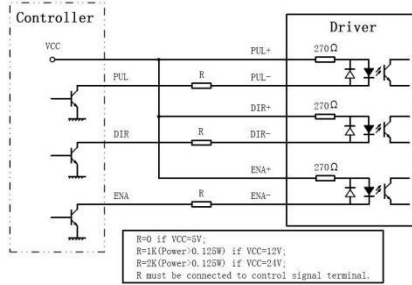 Controller
Driver
VCC
PUL+
270Ω
PUL
R
PUL-
DIR+
270Ω
DIR
R
DIR-
ENA+
270Ω
ENA
R
ENA-
R=0 if VCC=5V;
R=1K(Power>0.125W) if VCC=12V;
R=2K(Power>0.125W) if VCC=24V;
R must be connected to control signal terminal.